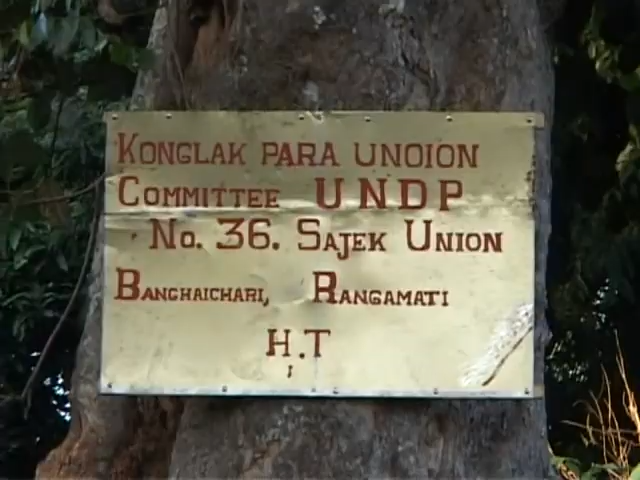 KONGLAK PARA UNOION
COMMITTEE UNDP
No. 36. SAJEK UNION
BANGHAICHARI, RANGAMATI
H.T